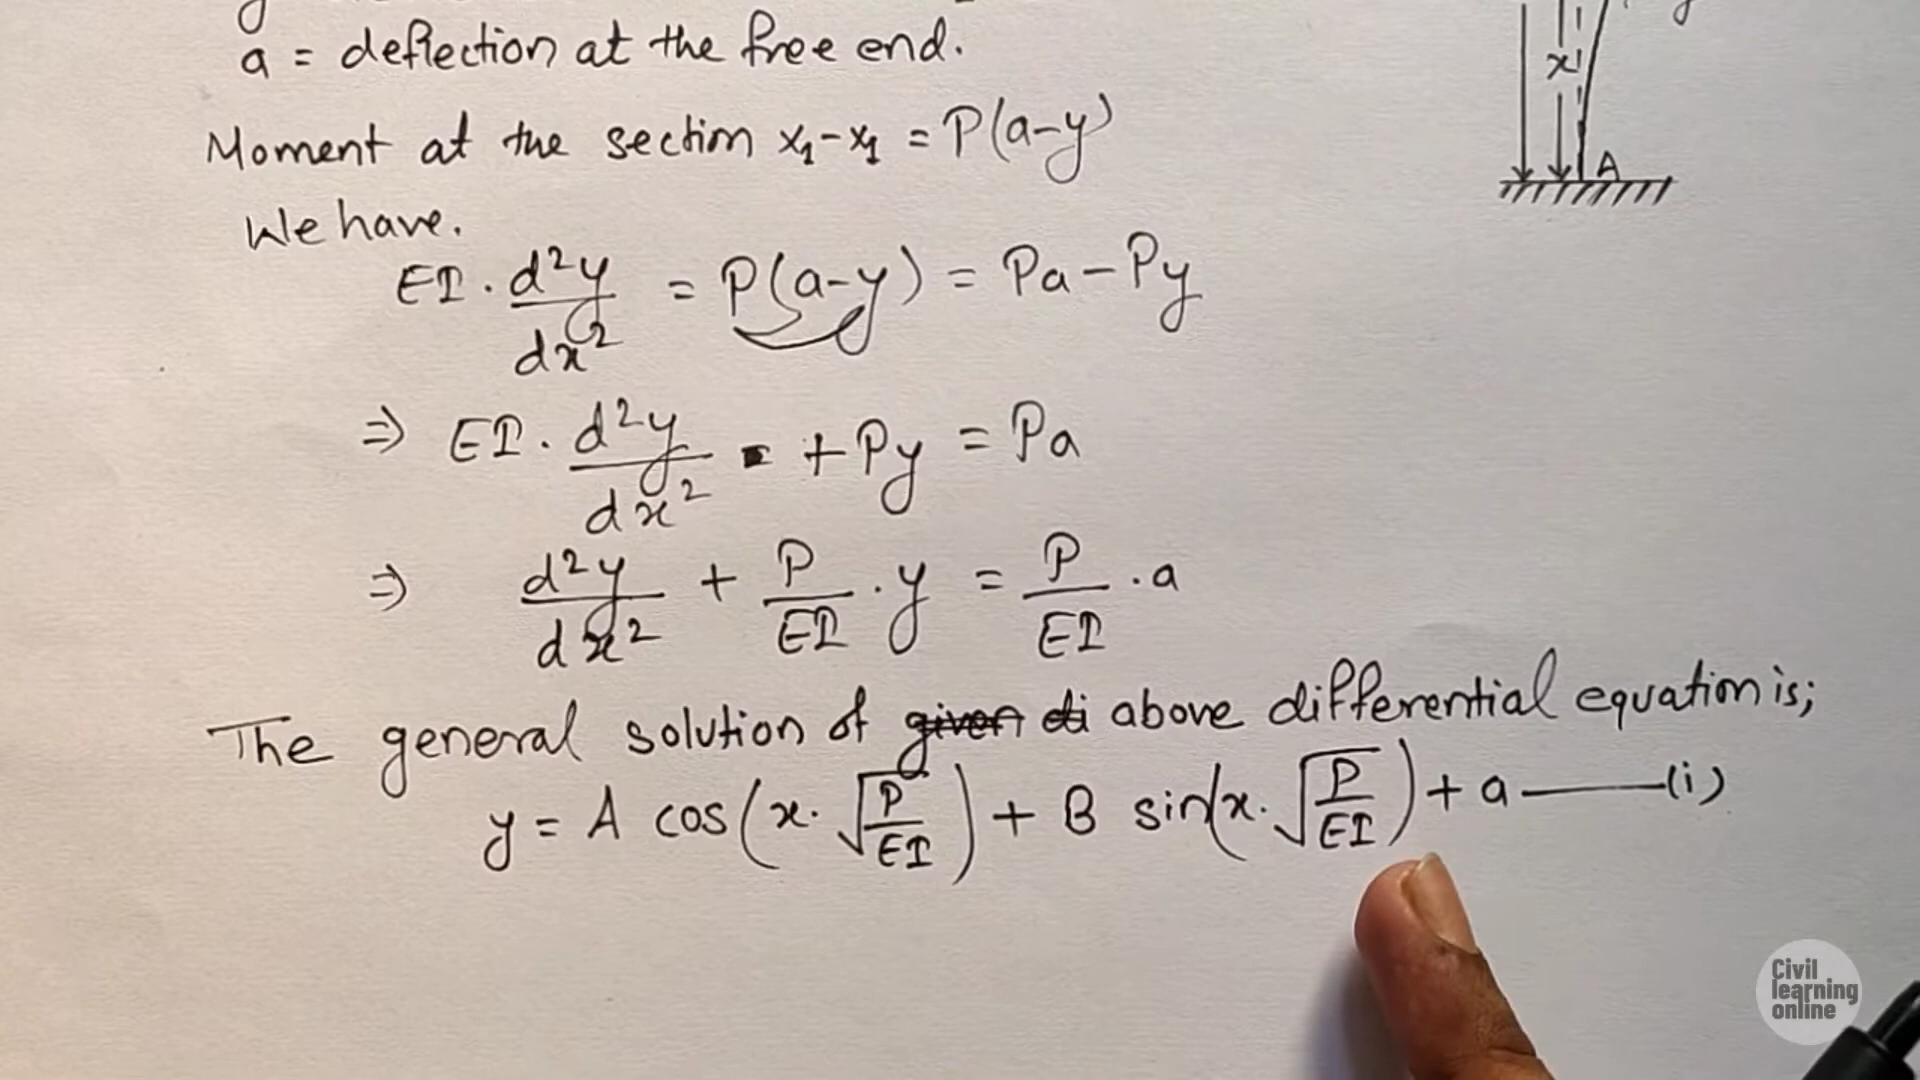 a = deflection at the free end.
Moment at the section x₁-x₁ = P(a-y)
We have.
EI . d²y/dx² = P(a-y) = Pa - Py
⇒ EI . d²y/dx² + Py = Pa
⇒ d²y/dx² + P/EI . y = P/EI . a
The general solution of given di above differential equation is;
y = A cos(x. √(P/EI)) + B sin(x. √(P/EI)) + a —— (i)
x
A
Civil
learning
online